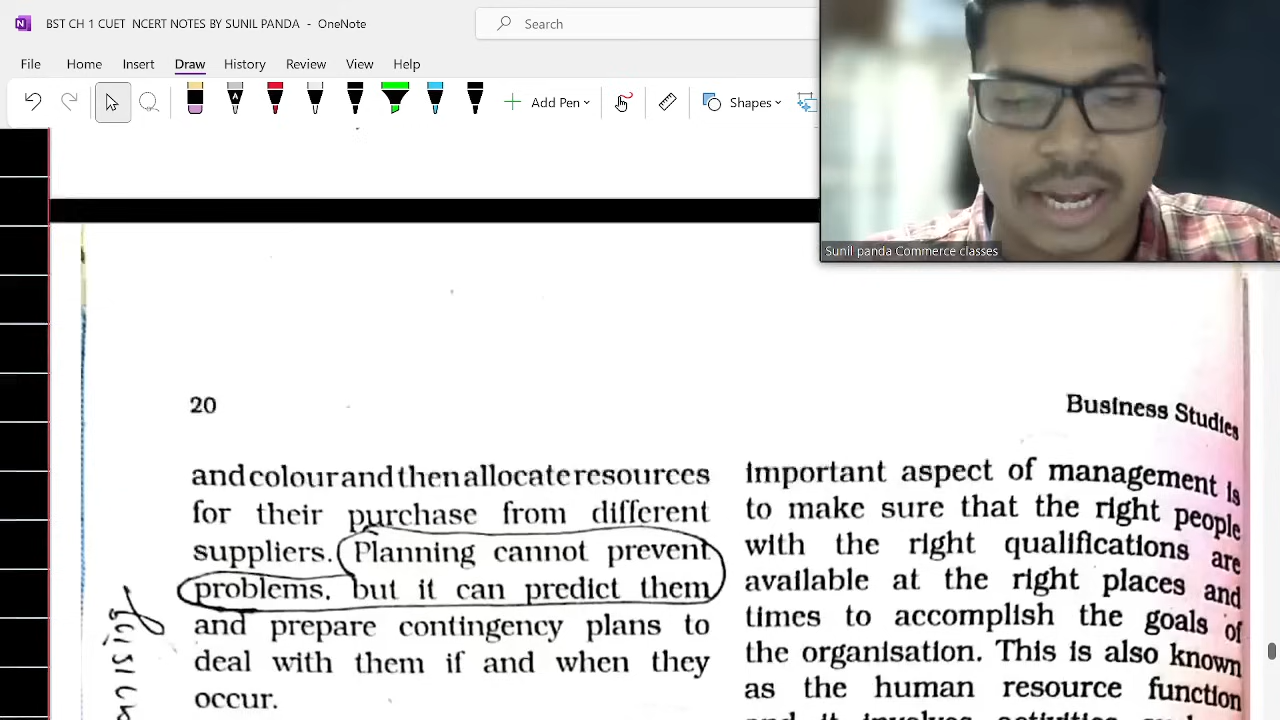 BST CH 1 CUET NCERT NOTES BY SUNIL PANDA - OneNote
Search
File Home Insert Draw History Review View Help
Add Pen
Shapes
Sunil panda Commerce classes
20
Business Studies
and colour and then allocate resources
for their purchase from different
suppliers. Planning cannot prevent
problems, but it can predict them
and prepare contingency plans to
deal with them if and when they
occur.
important aspect of management is
to make sure that the right people
with the right qualifications are
available at the right places and
times to accomplish the goals of
the organisation. This is also known
as the human resource function
and it involves activities